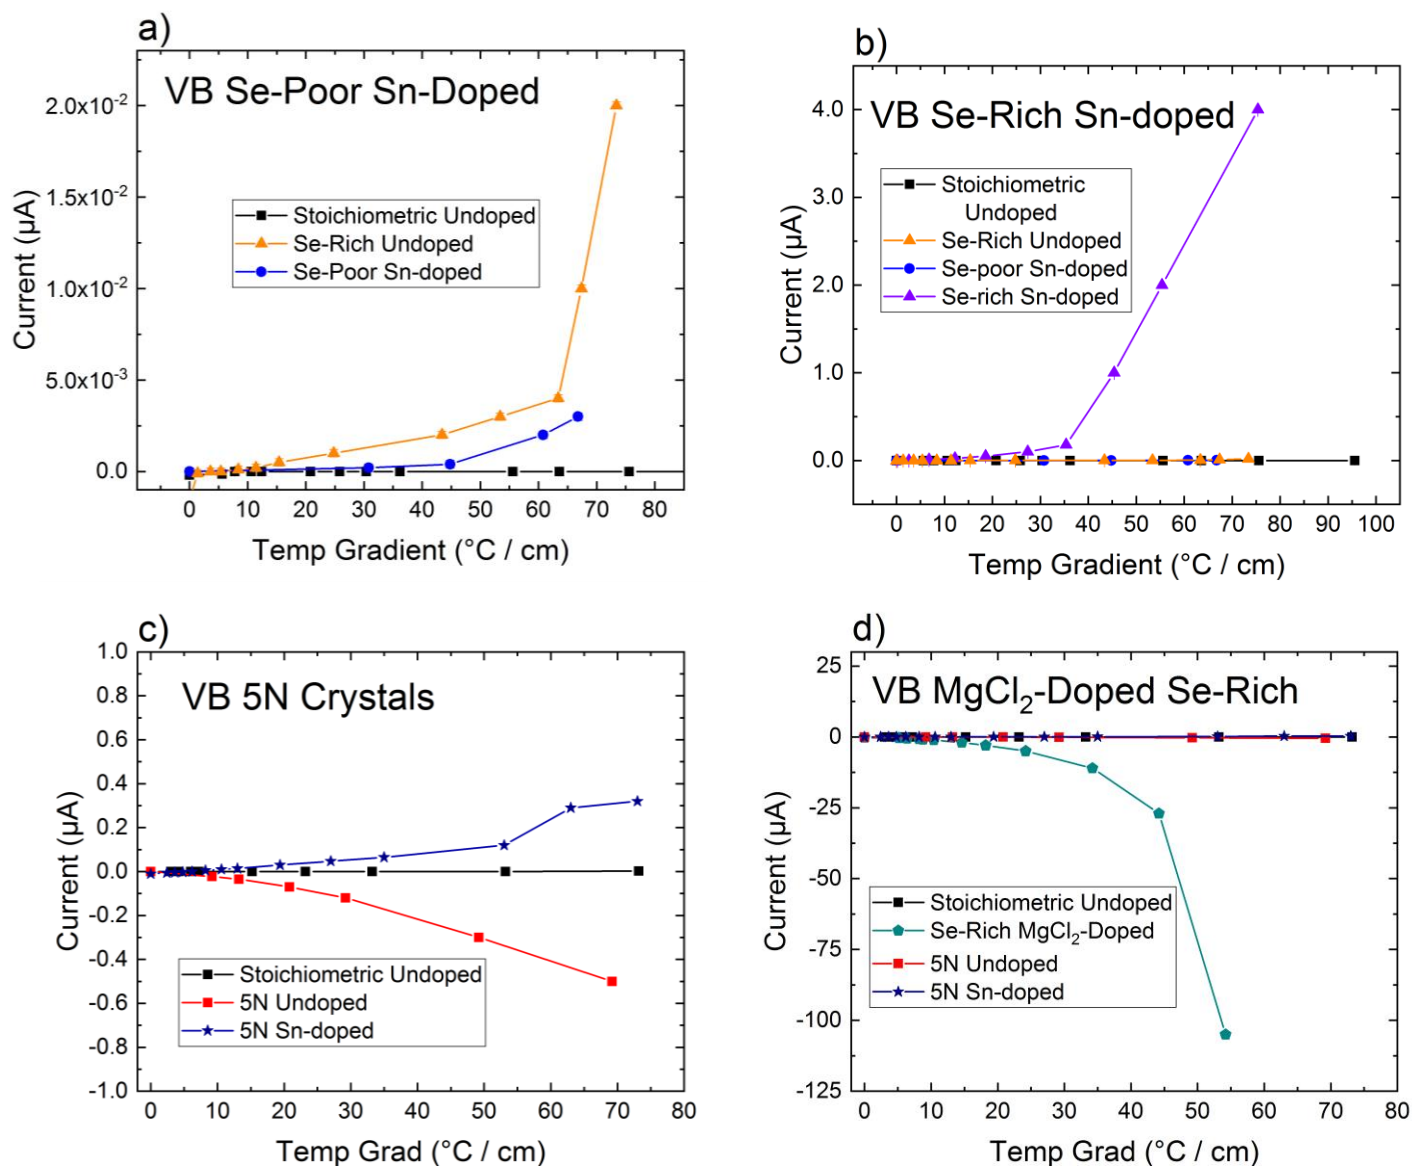 a)
VB Se-Poor Sn-Doped
2.0x10⁻²
1.5x10⁻²
1.0x10⁻²
5.0x10⁻³
0.0
Current (µA)
Stoichiometric Undoped
Se-Rich Undoped
Se-Poor Sn-doped
0 10 20 30 40 50 60 70 80
Temp Gradient (°C / cm)
b)
VB Se-Rich Sn-doped
4.0
3.0
2.0
1.0
0.0
Current (µA)
Stoichiometric
Undoped
Se-Rich Undoped
Se-poor Sn-doped
Se-rich Sn-doped
0 10 20 30 40 50 60 70 80 90 100
Temp Gradient (°C / cm)
c)
VB 5N Crystals
1.0
0.8
0.6
0.4
0.2
0.0
-0.2
-0.4
-0.6
-0.8
-1.0
Current (µA)
Stoichiometric Undoped
5N Undoped
5N Sn-doped
0 10 20 30 40 50 60 70 80
Temp Grad (°C / cm)
d)
VB MgCl₂-Doped Se-Rich
25
0
-25
-50
-75
-100
-125
Current (µA)
Stoichiometric Undoped
Se-Rich MgCl₂-Doped
5N Undoped
5N Sn-doped
0 10 20 30 40 50 60 70 80
Temp Grad (°C / cm)